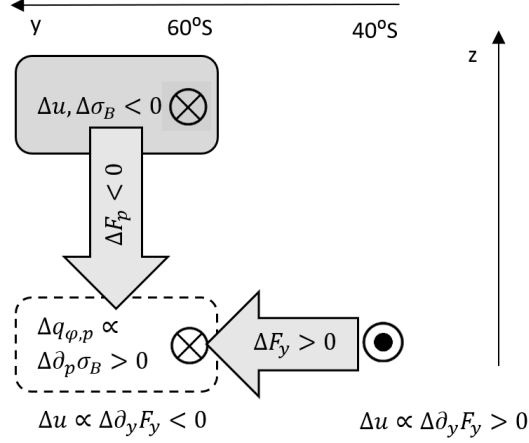 y 60°S 40°S
z
Δu, Δσ_B < 0
ΔF_p < 0
Δq_{φ,p} ∝
Δ∂_pσ_B > 0
ΔF_y > 0
Δu ∝ Δ∂_yF_y < 0
Δu ∝ Δ∂_yF_y > 0